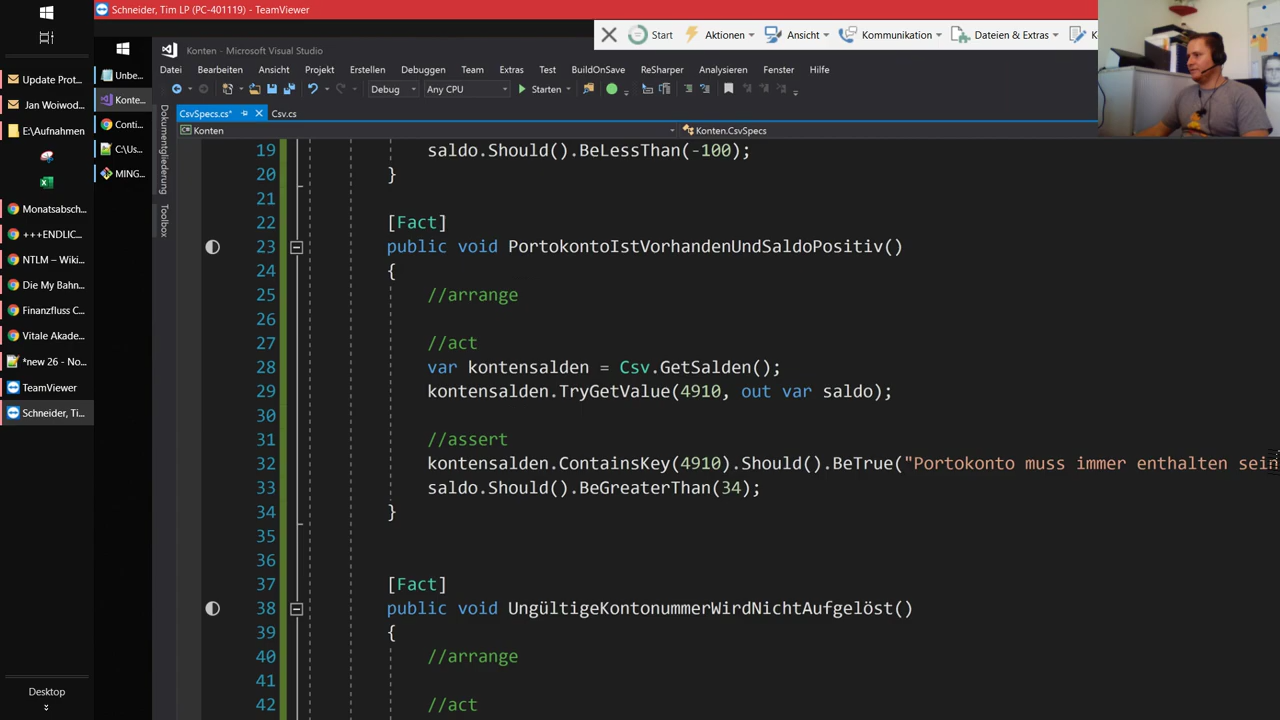 Schneider, Tim LP (PC-401119) - TeamViewer
Start
Aktionen
Ansicht
Kommunikation
Dateien & Extras
K
Konten - Microsoft Visual Studio
Datei Bearbeiten Ansicht Projekt Erstellen Debuggen Team Extras Test BuildOnSave ReSharper Analysieren Fenster Hilfe
Debug Any CPU Starten
CsvSpecs.cs* Csv.cs
Konten Konten.CsvSpecs
Update Prot...
Jan Woiwod...
E:\Aufnahmen
Monatsabsch...
+++ENDLIC...
NTLM – Wiki...
Die My Bahn...
Finanzfluss C...
Vitale Akade...
*new 26 - No...
TeamViewer
Schneider, Ti...
Desktop
Unbe...
Konte...
Conti...
C:\Us...
MING...
Dokumentgliederung
Toolbox
19 saldo.Should().BeLessThan(-100);
20 }
21
22 [Fact]
23 public void PortokontoIstVorhandenUndSaldoPositiv()
24 {
25 //arrange
26
27 //act
28 var kontensalden = Csv.GetSalden();
29 kontensalden.TryGetValue(4910, out var saldo);
30
31 //assert
32 kontensalden.ContainsKey(4910).Should().BeTrue("Portokonto muss immer enthalten sein
33 saldo.Should().BeGreaterThan(34);
34 }
35
36
37 [Fact]
38 public void UngültigeKontonummerWirdNichtAufgelöst()
39 {
40 //arrange
41
42 //act